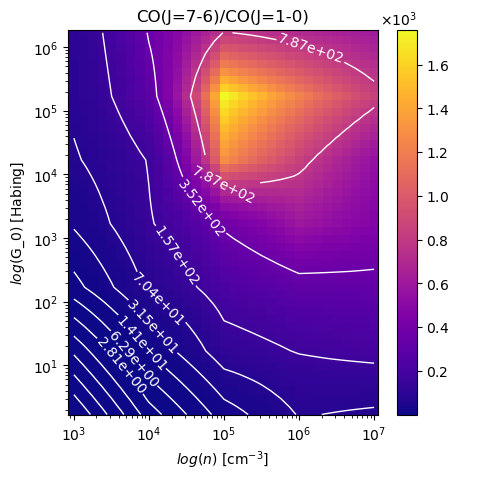 CO(J=7-6)/CO(J=1-0)
×10³
10⁶
10⁵
10⁴
10³
10²
10¹
log(G_0) [Habing]
7.87e+02
7.87e+02
3.52e+02
1.57e+02
7.04e+01
3.15e+01
1.41e+01
6.29e+00
2.81e+00
1.6
1.4
1.2
1.0
0.8
0.6
0.4
0.2
10³ 10⁴ 10⁵ 10⁶ 10⁷
log(n) [cm⁻³]